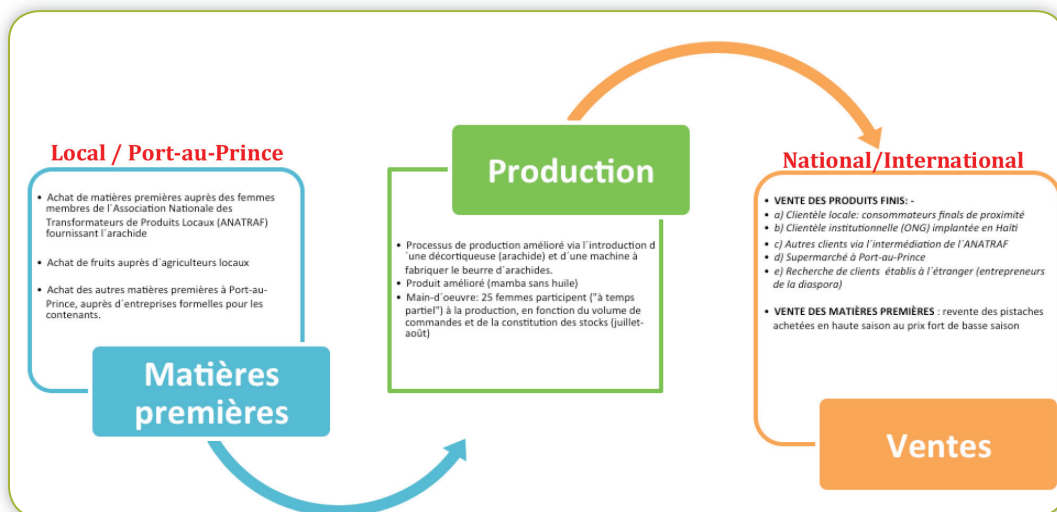 Local / Port-au-Prince
• Achat de matières premières auprès des femmes
membres de l´Association Nationale des
Transformateurs de Produits Locaux (ANATRAF)
fournissant l´arachide
• Achat de fruits auprès d´agriculteurs locaux
• Achat des autres matières premières à Port-au-
Prince, auprès d´entreprises formelles pour les
contenants.
Matières
premières
Production
• Processus de production amélioré via l´introduction d
´une décortiqueuse (arachide) et d´une machine à
fabriquer le beurre d´arachides.
• Produit amélioré (mamba sans huile)
• Main-d´oeuvre: 25 femmes participent ("à temps
partiel") à la production, en fonction du volume de
commandes et de la constitution des stocks (juillet-
août)
National/International
• VENTE DES PRODUITS FINIS: -
• a) Clientèle locale: consommateurs finals de proximité
• b) Clientèle institutionnelle (ONG) implantée en Haïti
• c) Autres clients via l´intermédiation de l´ANATRAF
• d) Supermarché à Port-au-Prince
• e) Recherche de clients établis à l´étranger (entrepreneurs
de la diaspora)
• VENTE DES MATIÈRES PREMIÈRES : revente des pistaches
achetées en haute saison au prix fort de basse saison
Ventes